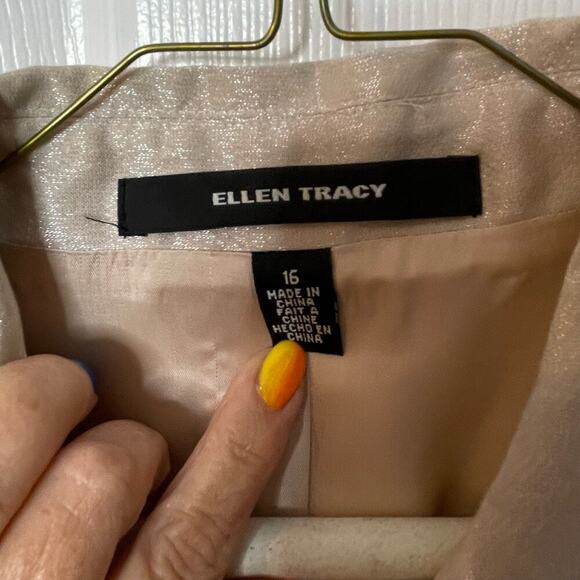 ELLEN TRACY
16
MADE IN
CHINA
FAIT A
CHINE
HECHO EN
CHINA